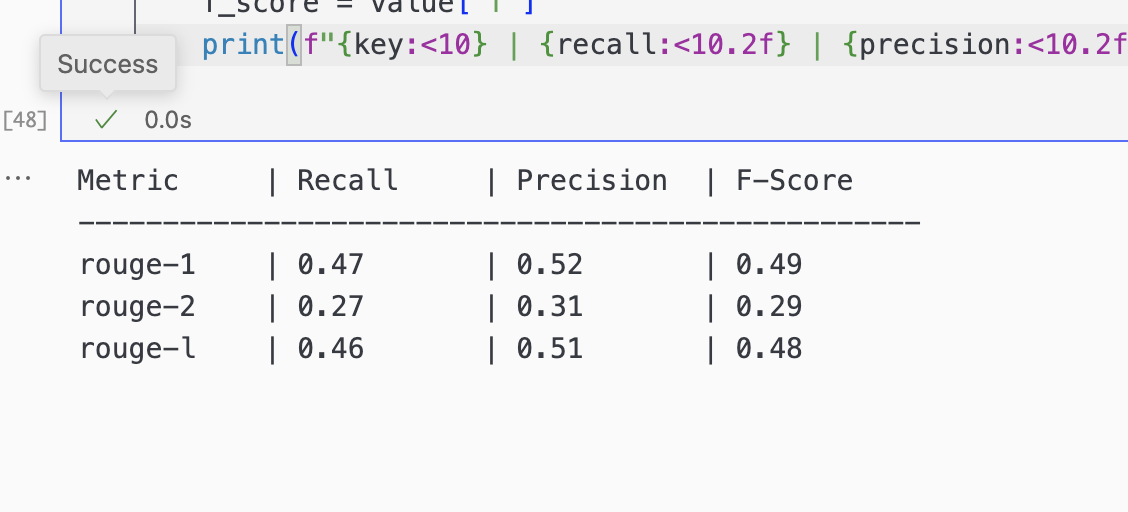 f_score = value['f']
print(f"{key:<10} | {recall:<10.2f} | {precision:<10.2f
Success
[48]
0.0s
... Metric | Recall | Precision | F-Score
--------------------------------------------------
rouge-1 | 0.47 | 0.52 | 0.49
rouge-2 | 0.27 | 0.31 | 0.29
rouge-l | 0.46 | 0.51 | 0.48